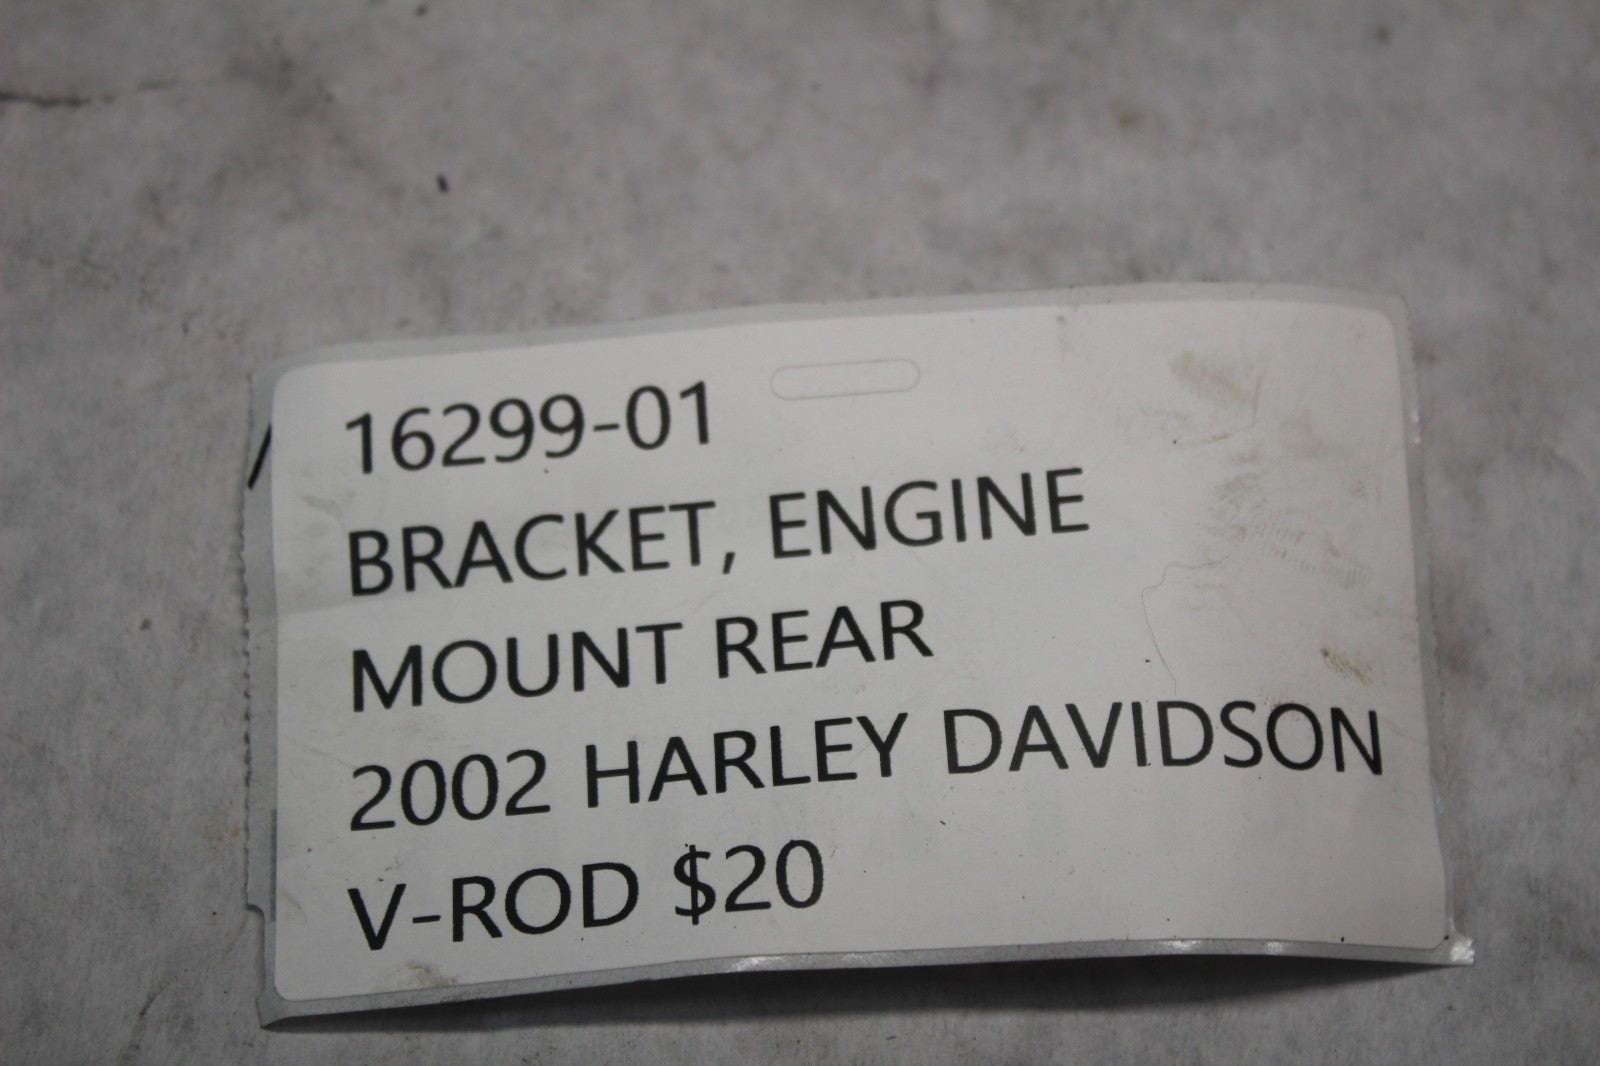 16299-01
BRACKET, ENGINE
MOUNT REAR
2002 HARLEY DAVIDSON
V-ROD $20